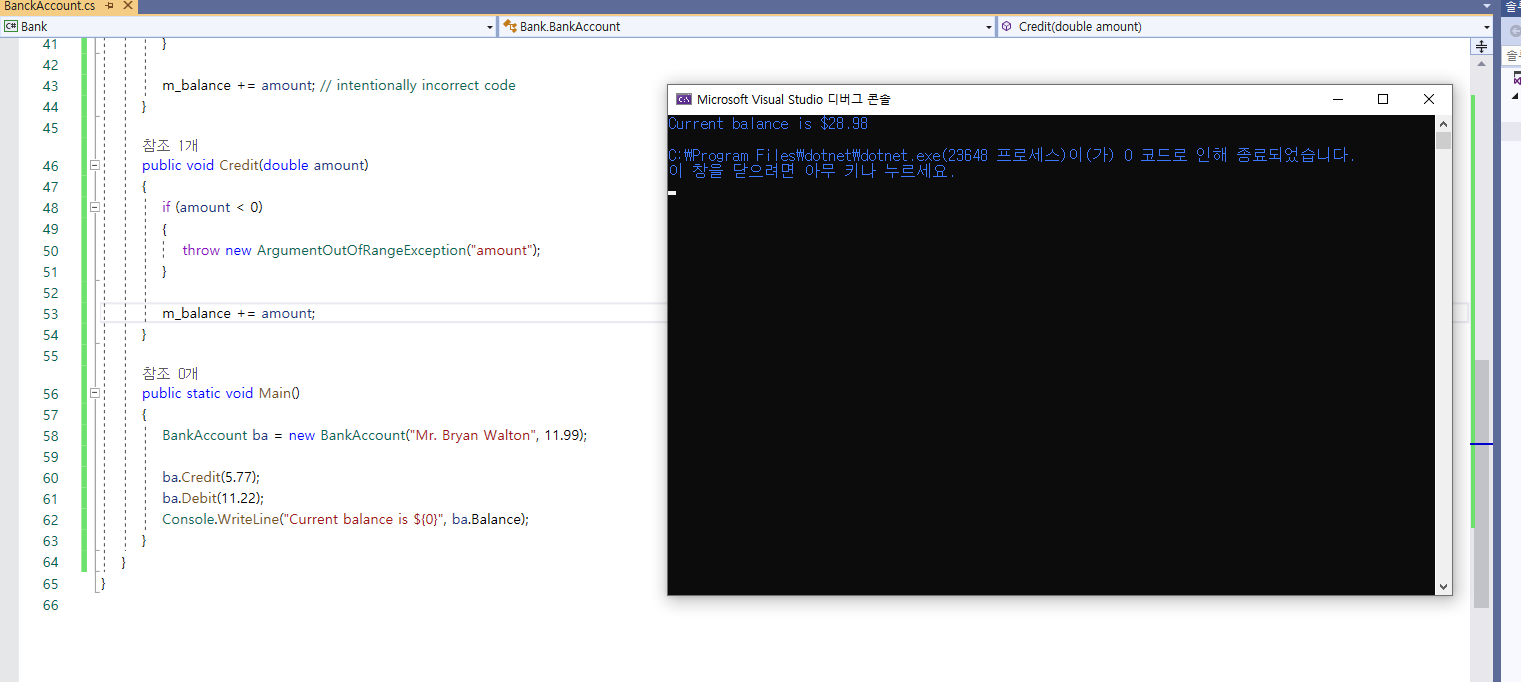 BanckAccount.cs
솔루
C# Bank
Bank.BankAccount
Credit(double amount)
솔루
41 }
42
43 m_balance += amount; // intentionally incorrect code
44 }
45
참조 1개
46 public void Credit(double amount)
47 {
48 if (amount < 0)
49 {
50 throw new ArgumentOutOfRangeException("amount");
51 }
52
53 m_balance += amount;
54 }
55
참조 0개
56 public static void Main()
57 {
58 BankAccount ba = new BankAccount("Mr. Bryan Walton", 11.99);
59
60 ba.Credit(5.77);
61 ba.Debit(11.22);
62 Console.WriteLine("Current balance is ${0}", ba.Balance);
63 }
64 }
65 }
66
Microsoft Visual Studio 디버그 콘솔
Current balance is $28.98
C:₩Program Files₩dotnet₩dotnet.exe(23648 프로세스)이(가) 0 코드로 인해 종료되었습니다.
이 창을 닫으려면 아무 키나 누르세요.